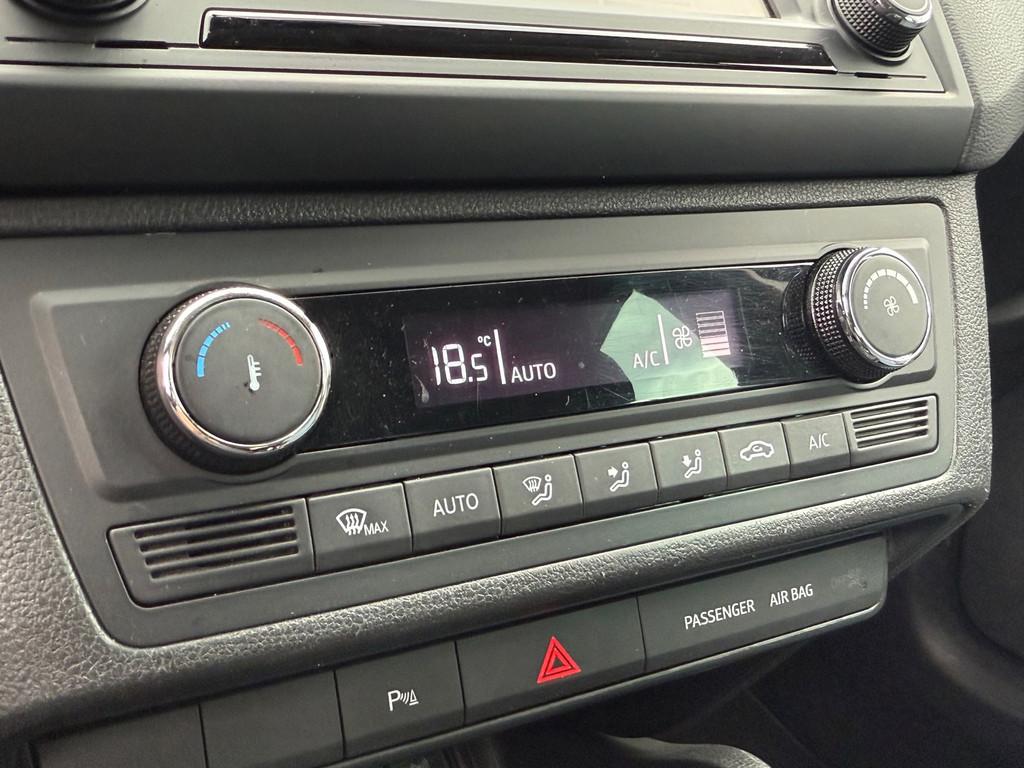 18.5 °C AUTO A/C
MAX AUTO A/C
PASSENGER AIR BAG
P